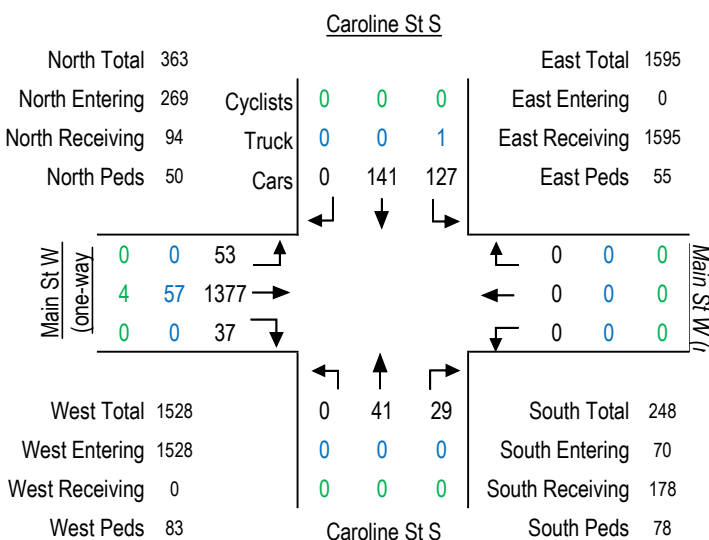 Caroline St S
North Total 363
North Entering 269
North Receiving 94
North Peds 50
Cyclists 0 0 0
Truck 0 0 1
Cars 0 141 127
East Total 1595
East Entering 0
East Receiving 1595
East Peds 55
Main St W
(one-way
0 0 53
4 57 1377
0 0 37
0 0 0
0 0 0
0 0 0
Main St W (
West Total 1528
West Entering 1528
West Receiving 0
West Peds 83
0 41 29
0 0 0
0 0 0
Caroline St S
South Total 248
South Entering 70
South Receiving 178
South Peds 78